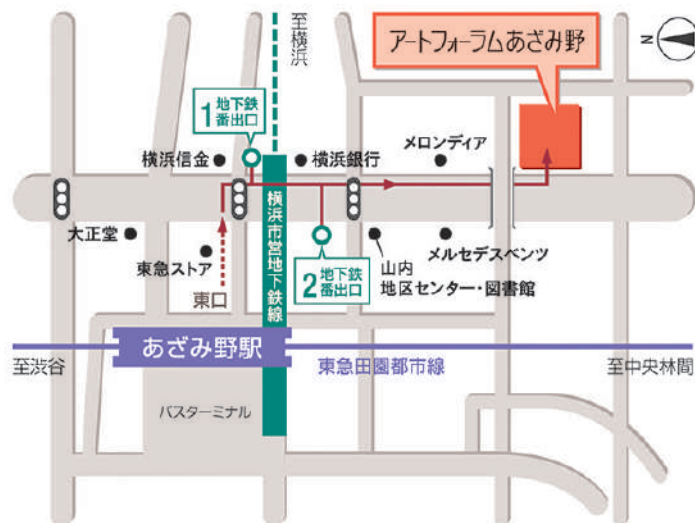 至横浜
アートフォーラムあざみ野
N
1 地下鉄
番出口
横浜信金
横浜銀行
メロンディア
大正堂
東急ストア
東口
横浜市営地下鉄線
2 地下鉄
番出口
山内
地区センター・図書館
メルセデスベンツ
あざみ野駅
至渋谷
東急田園都市線
至中央林間
バスターミナル